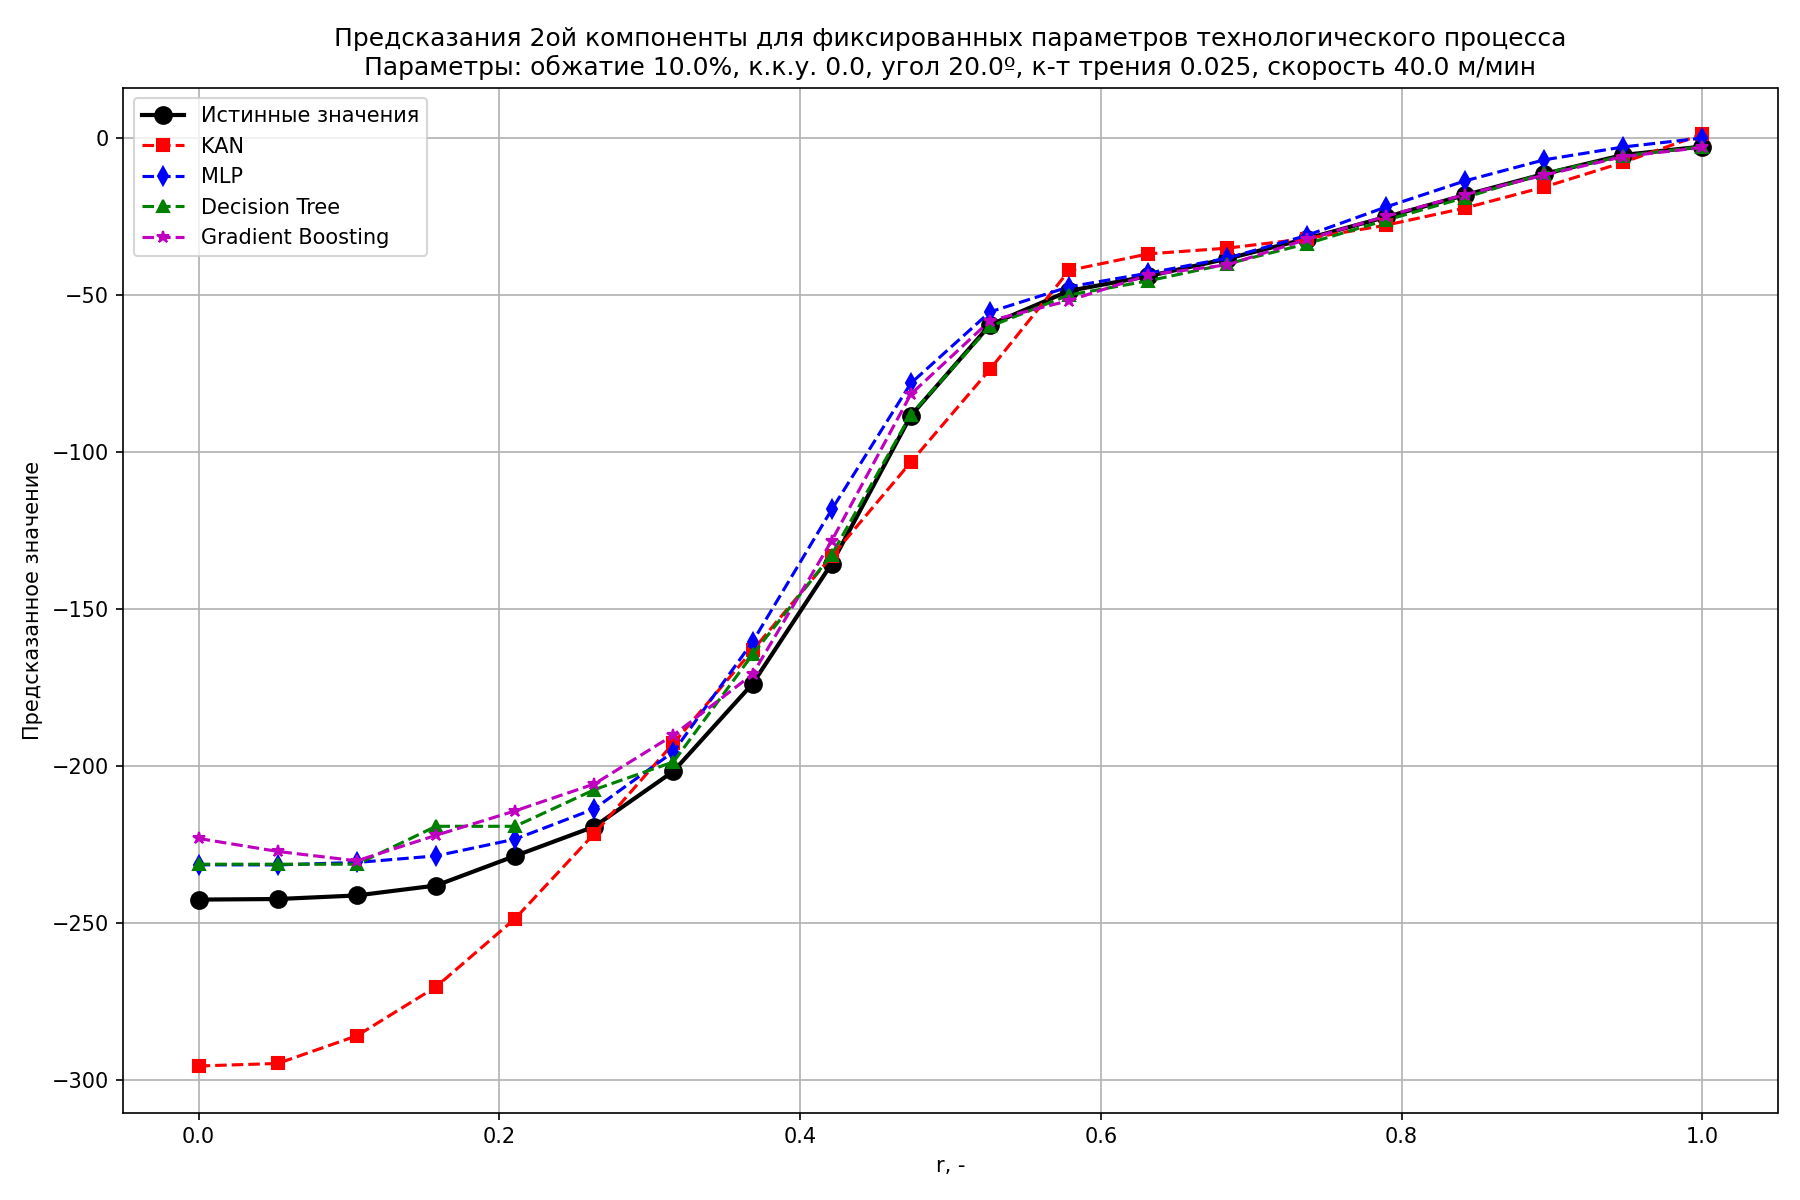 Предсказания 2ой компоненты для фиксированных параметров технологического процесса
Параметры: обжатие 10.0%, к.к.у. 0.0, угол 20.0º, к-т трения 0.025, скорость 40.0 м/мин
Истинные значения
KAN
MLP
Decision Tree
Gradient Boosting
Предсказанное значение
0
−50
−100
−150
−200
−250
−300
0.0
0.2
0.4
0.6
0.8
1.0
r, -